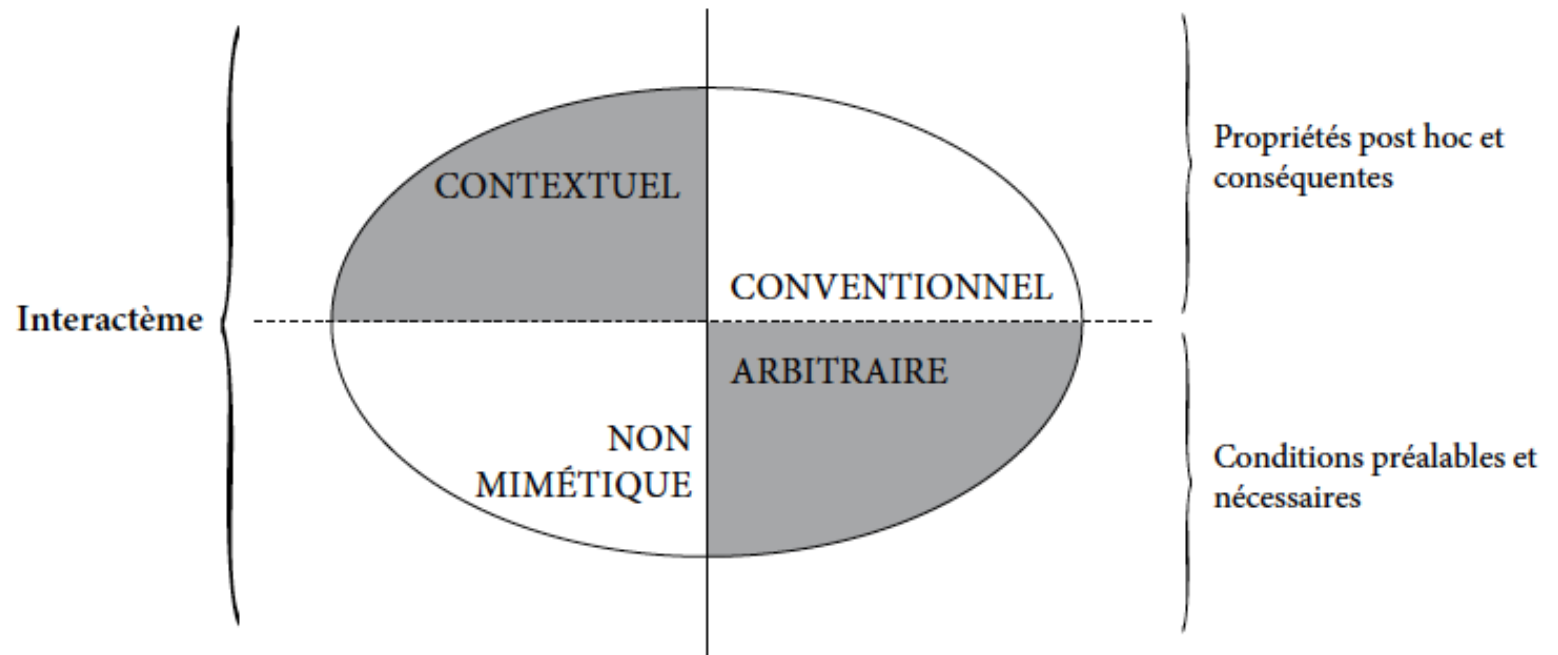 Interactème
CONTEXTUEL
CONVENTIONNEL
ARBITRAIRE
NON
MIMÉTIQUE
Propriétés post hoc et
conséquentes
Conditions préalables et
nécessaires